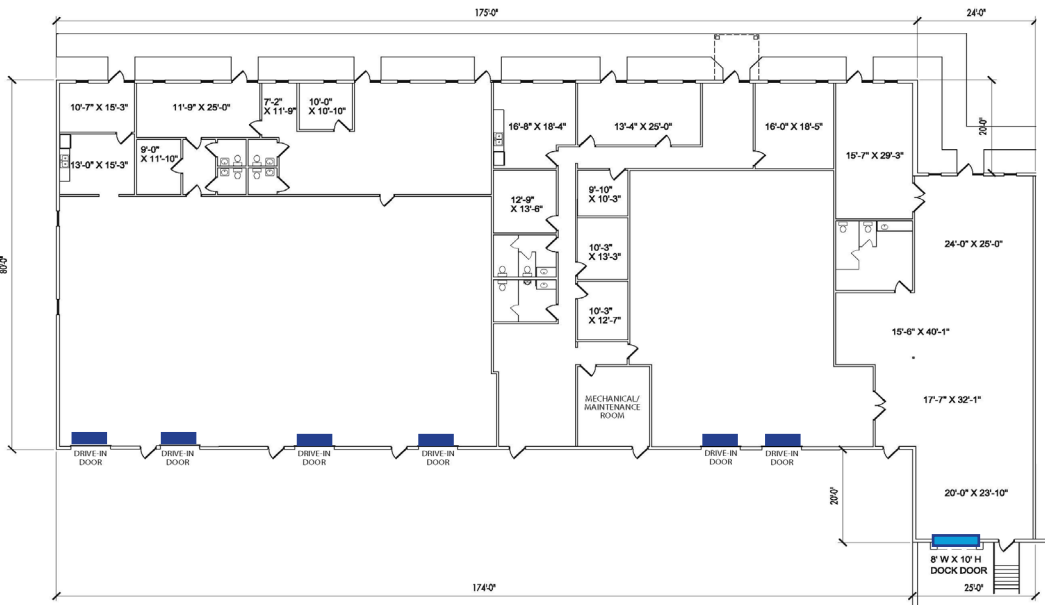 175'-0"
24'-0"
10'-7" X 15'-3"
11'-9" X 25'-0"
7'-2"
X 11'-9"
10'-0"
X 10'-10"
16'-8" X 18'-4"
13'-4" X 25'-0"
16'-0" X 18'-5"
20'-0"
13'-0" X 15'-3"
9'-0"
X 11'-10"
15'-7" X 29'-3"
12'-9"
X 13'-6"
9'-10"
X 10'-3"
80'-0"
10'-3"
X 13'-3"
24'-0" X 25'-0"
10'-3"
X 12'-7"
15'-6" X 40'-1"
MECHANICAL/
MAINTENANCE
ROOM
17'-7" X 32'-1"
DRIVE-IN
DOOR
DRIVE-IN
DOOR
DRIVE-IN
DOOR
DRIVE-IN
DOOR
DRIVE-IN
DOOR
DRIVE-IN
DOOR
20'-0"
20'-0" X 23'-10"
8' W X 10' H
DOCK DOOR
174'-0"
25'-0"